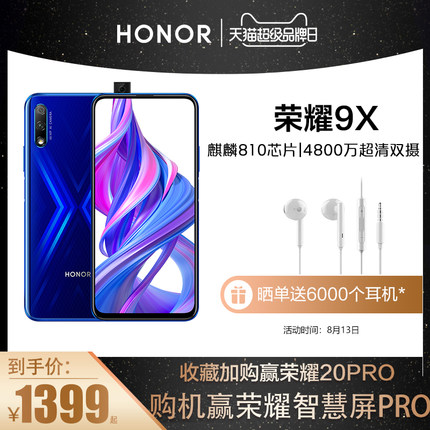 HONOR
天猫超级品牌日
荣耀9X
麒麟810芯片|4800万超清双摄
HONOR
晒单送6000个耳机*
活动时间：8月13日
到手价：
¥1399起
收藏加购赢荣耀20PRO
购机赢荣耀智慧屏PRO